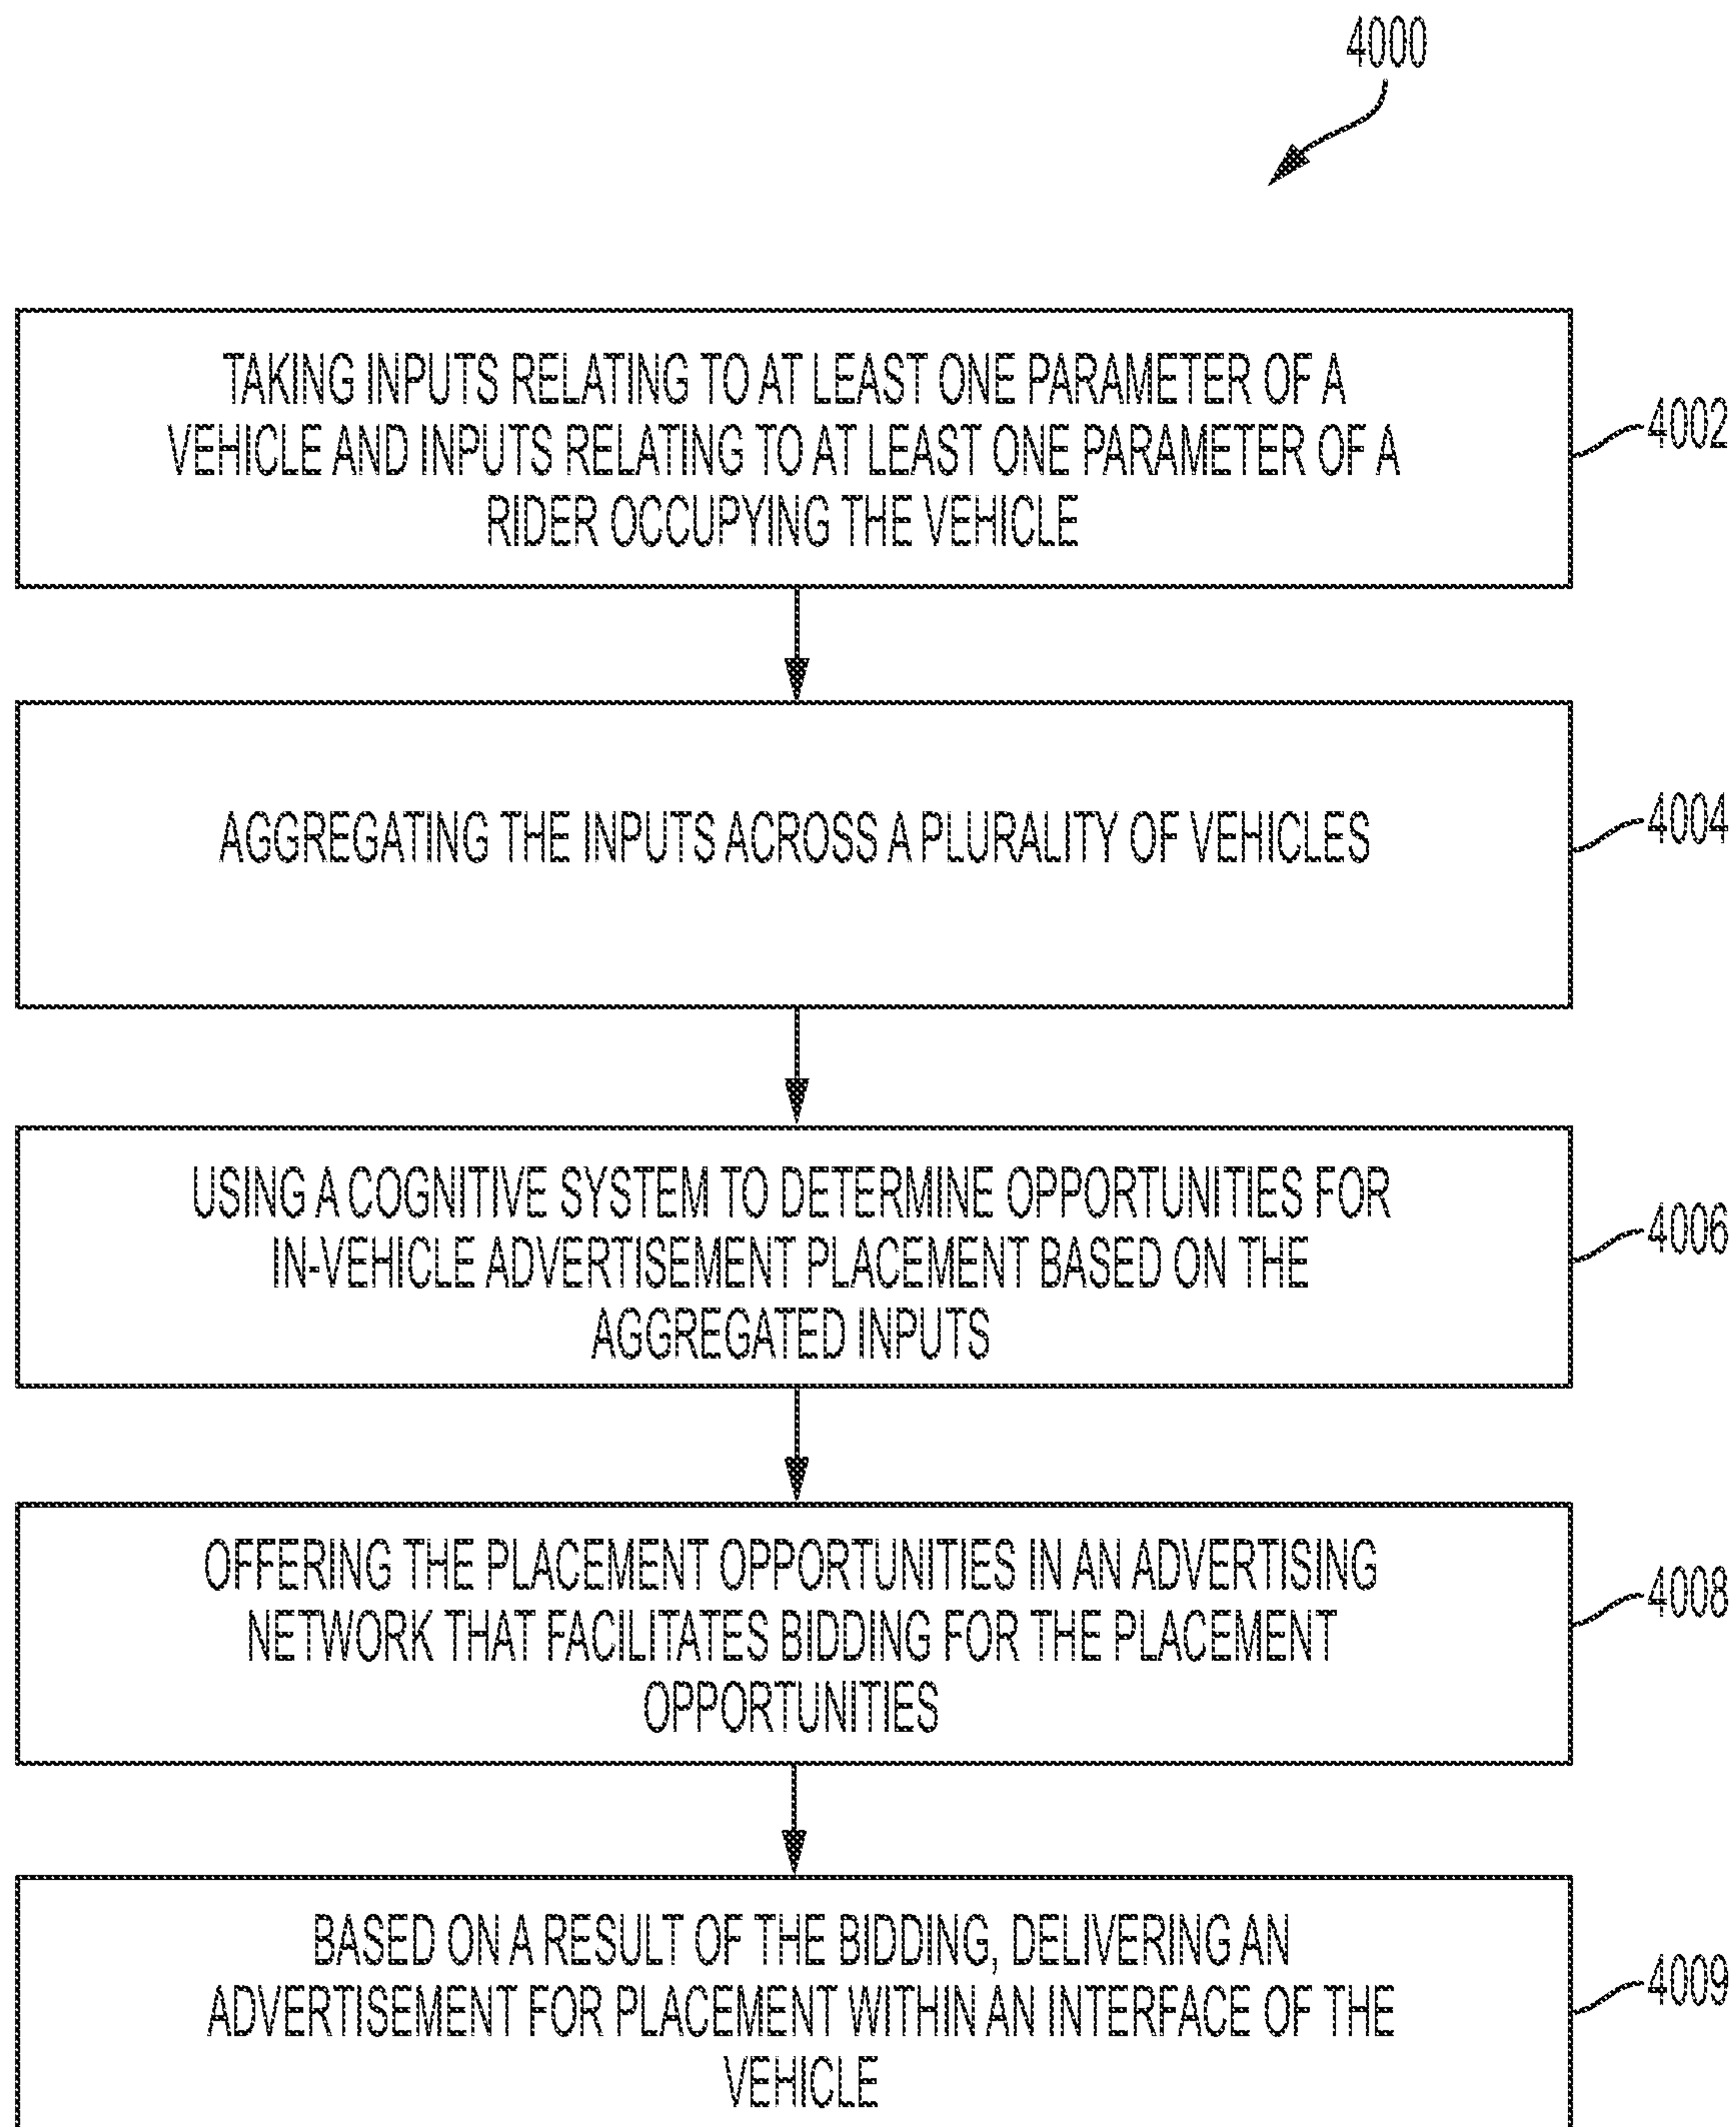 4000
TAKING INPUTS RELATING TO AT LEAST ONE PARAMETER OF A
VEHICLE AND INPUTS RELATING TO AT LEAST ONE PARAMETER OF A
RIDER OCCUPYING THE VEHICLE
4002
AGGREGATING THE INPUTS ACROSS A PLURALITY OF VEHICLES
4004
USING A COGNITIVE SYSTEM TO DETERMINE OPPORTUNITIES FOR
IN-VEHICLE ADVERTISEMENT PLACEMENT BASED ON THE
AGGREGATED INPUTS
4006
OFFERING THE PLACEMENT OPPORTUNITIES IN AN ADVERTISING
NETWORK THAT FACILITATES BIDDING FOR THE PLACEMENT
OPPORTUNITIES
4008
BASED ON A RESULT OF THE BIDDING, DELIVERING AN
ADVERTISEMENT FOR PLACEMENT WITHIN AN INTERFACE OF THE
VEHICLE
4009